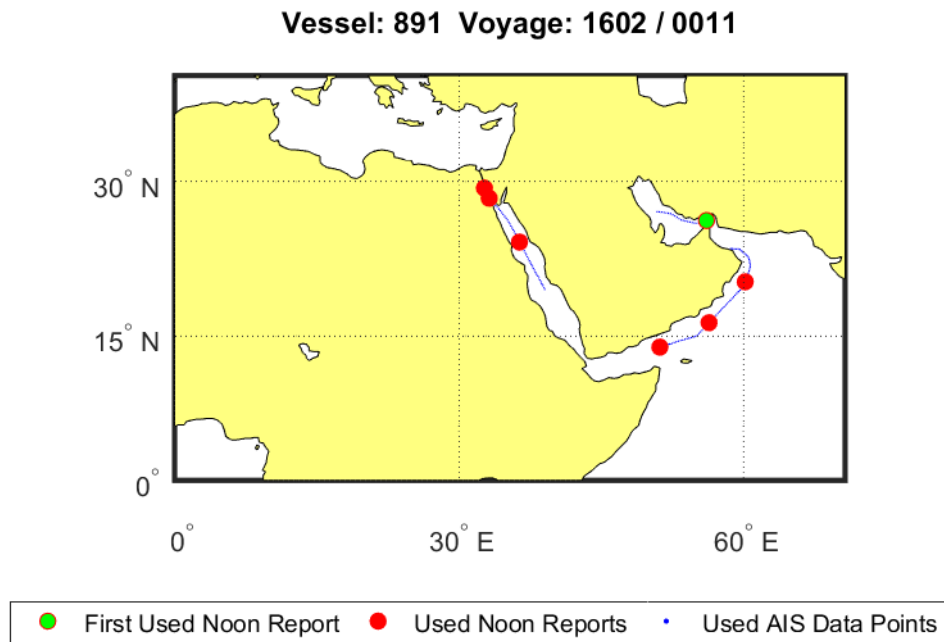 Vessel: 891  Voyage: 1602 / 0011
30° N
15° N
0°
0°
30° E
60° E
First Used Noon Report
Used Noon Reports
Used AIS Data Points